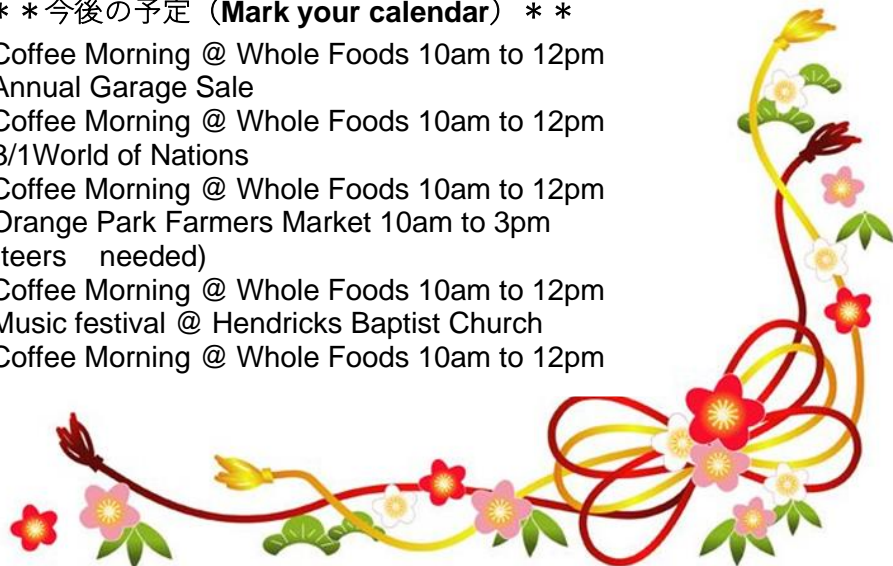 ＊＊今後の予定（Mark your calendar）＊＊
Coffee Morning @ Whole Foods 10am to 12pm
Annual Garage Sale
Coffee Morning @ Whole Foods 10am to 12pm
3/1World of Nations
Coffee Morning @ Whole Foods 10am to 12pm
Orange Park Farmers Market 10am to 3pm
teers needed)
Coffee Morning @ Whole Foods 10am to 12pm
Music festival @ Hendricks Baptist Church
Coffee Morning @ Whole Foods 10am to 12pm